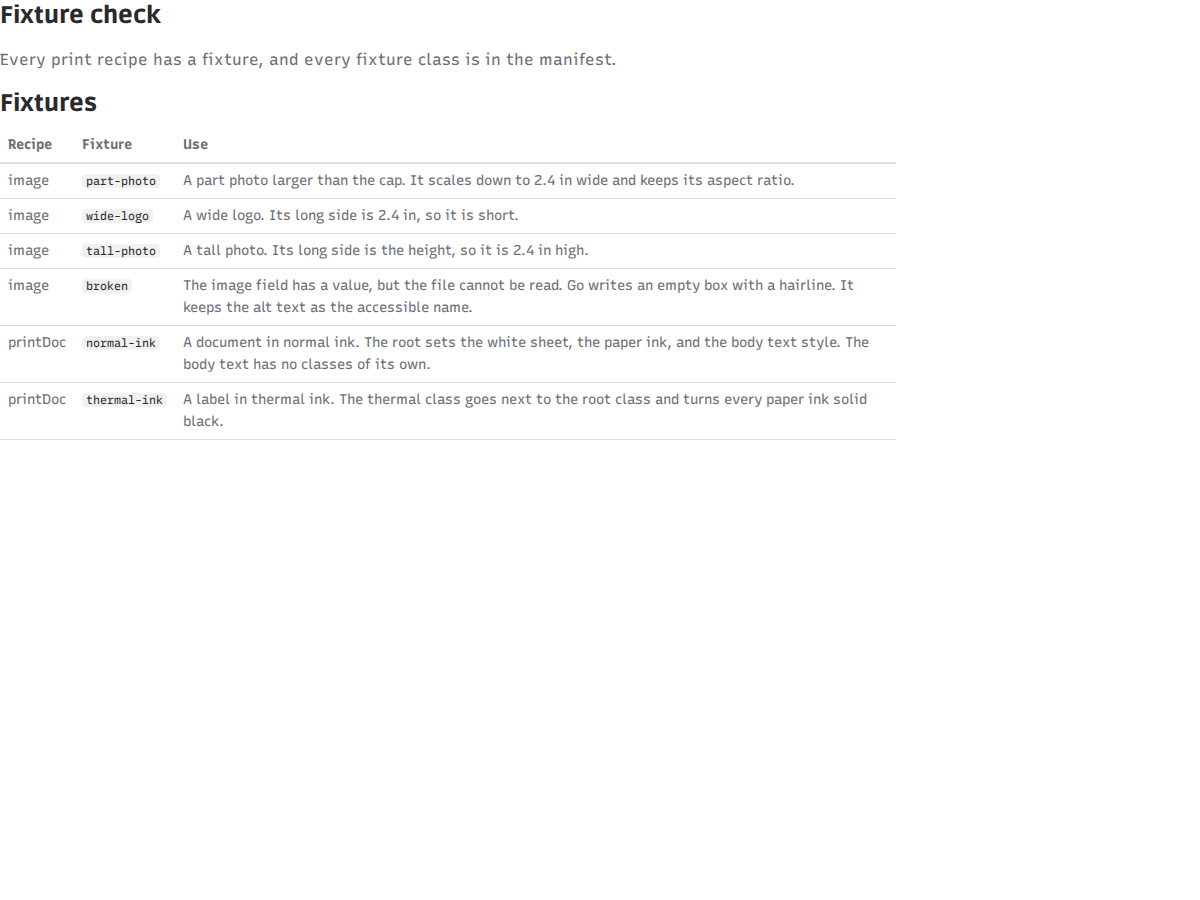 Fixture check
Every print recipe has a fixture, and every fixture class is in the manifest.
Fixtures
Recipe Fixture Use
image part-photo A part photo larger than the cap. It scales down to 2.4 in wide and keeps its aspect ratio.
image wide-logo A wide logo. Its long side is 2.4 in, so it is short.
image tall-photo A tall photo. Its long side is the height, so it is 2.4 in high.
image broken The image field has a value, but the file cannot be read. Go writes an empty box with a hairline. It
keeps the alt text as the accessible name.
printDoc normal-ink A document in normal ink. The root sets the white sheet, the paper ink, and the body text style. The
body text has no classes of its own.
printDoc thermal-ink A label in thermal ink. The thermal class goes next to the root class and turns every paper ink solid
black.